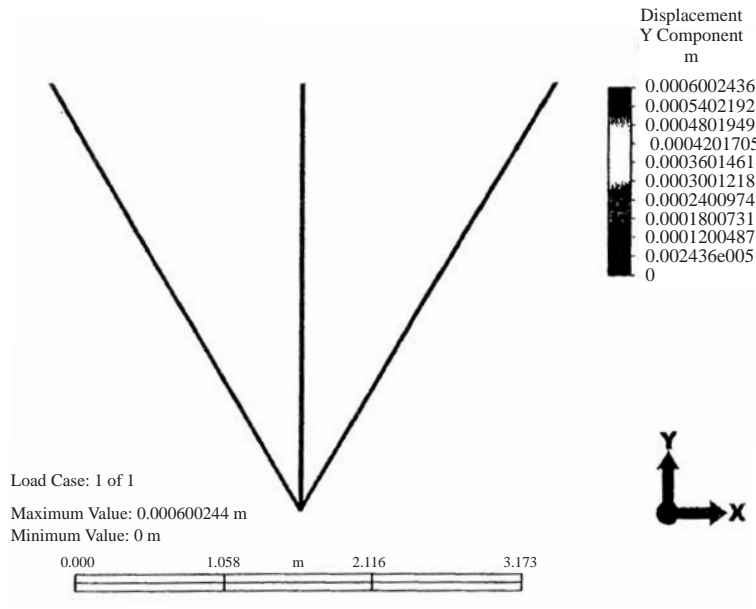 Displacement
Y Component
m
0.0006002436
0.0005402192
0.0004801949
0.0004201705
0.0003601461
0.0003001218
0.0002400974
0.0001800731
0.0001200487
0.002436e005
0
Load Case: 1 of 1
Maximum Value: 0.000600244 m
Minimum Value: 0 m
0.000 1.058 m 2.116 3.173
Y
X